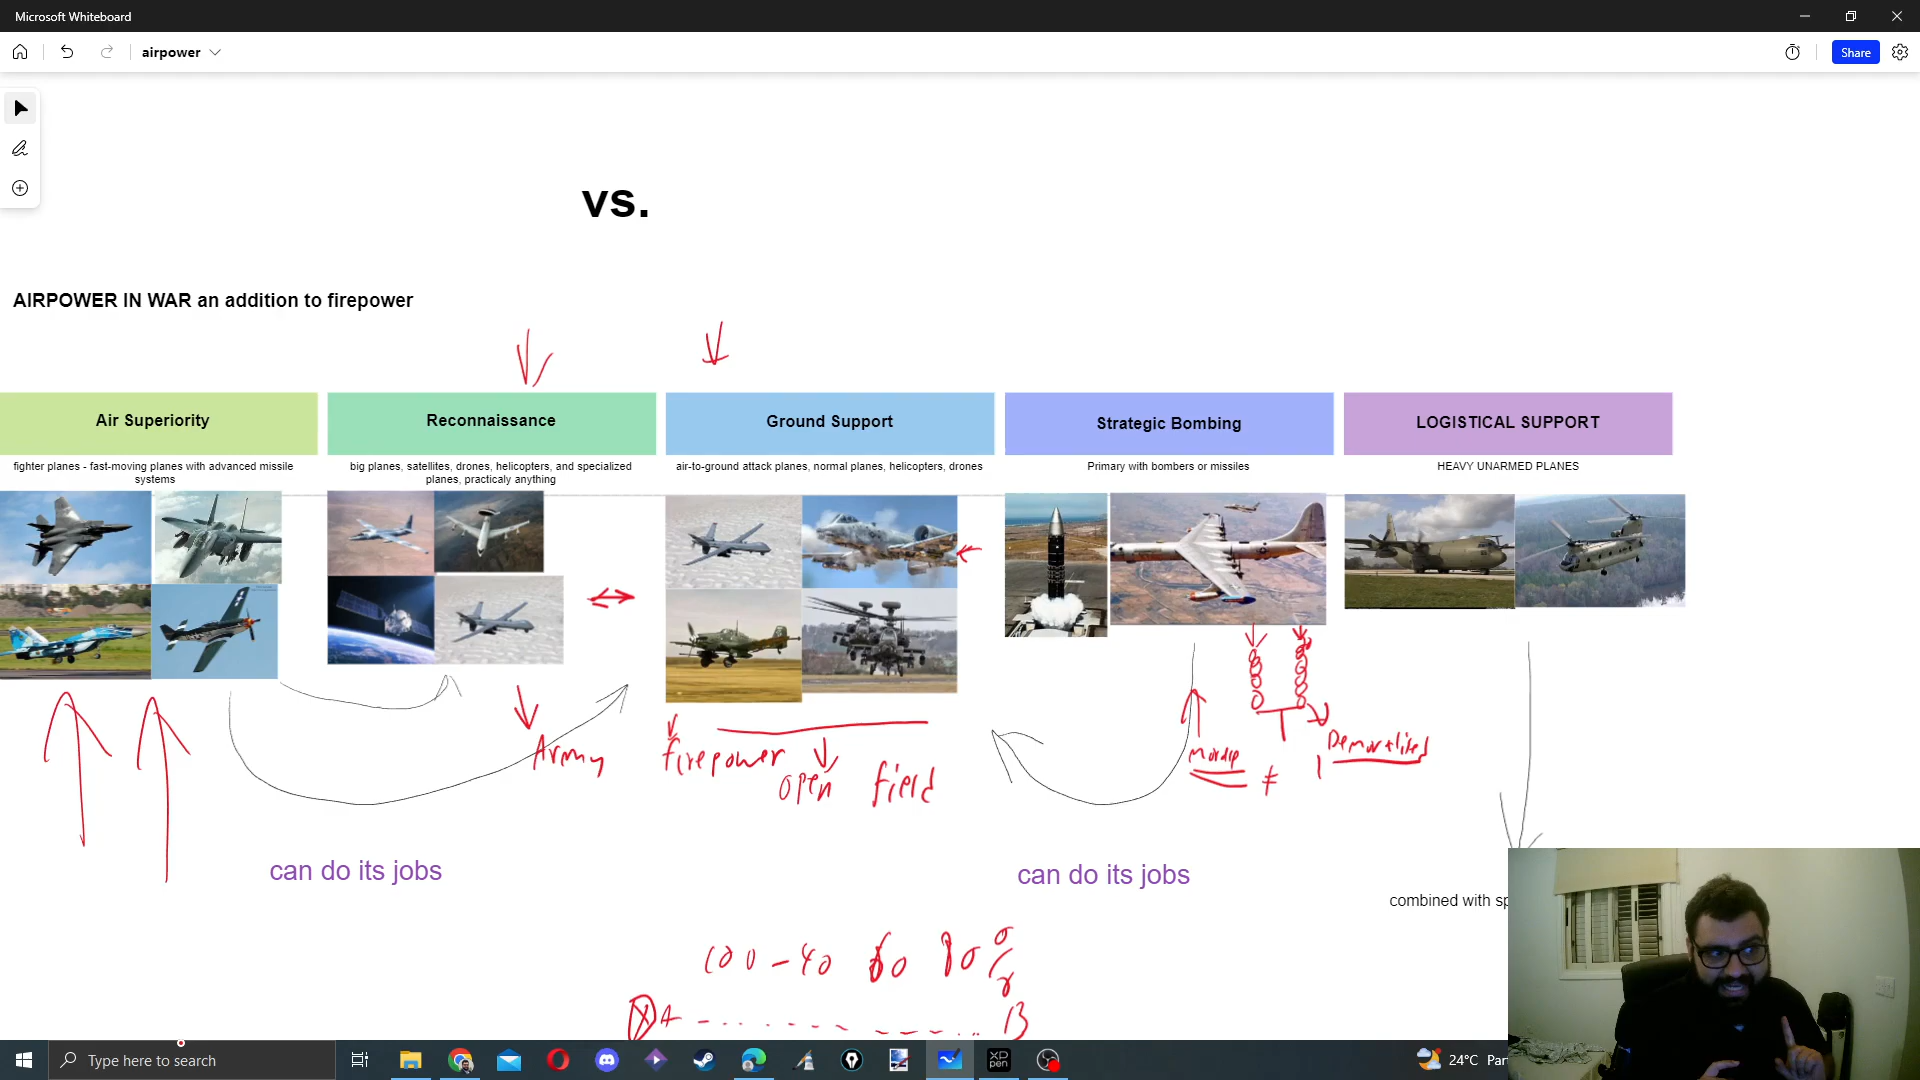 Microsoft Whiteboard
airpower
Share
vs.
AIRPOWER IN WAR an addition to firepower
Air Superiority
Reconnaissance
Ground Support
Strategic Bombing
LOGISTICAL SUPPORT
fighter planes - fast-moving planes with advanced missile
systems
big planes, satellites, drones, helicopters, and specialized
planes, practicaly anything
air-to-ground attack planes, normal planes, helicopters, drones
Primary with bombers or missiles
HEAVY UNARMED PLANES
Army
firepower
open field
≠
can do its jobs
can do its jobs
combined with sp
100 - 40 60 80
A B
Type here to search
XD
pen
24°C Par